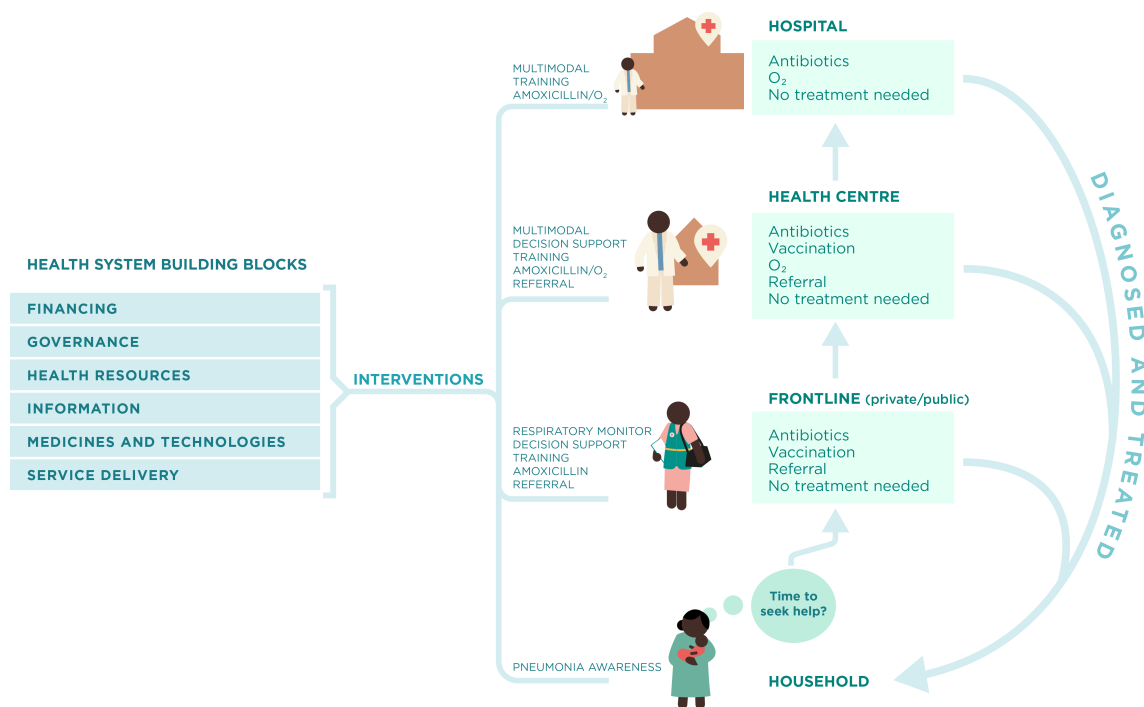 HEALTH SYSTEM BUILDING BLOCKS
FINANCING
GOVERNANCE
HEALTH RESOURCES
INFORMATION
MEDICINES AND TECHNOLOGIES
SERVICE DELIVERY
INTERVENTIONS
MULTIMODAL
TRAINING
AMOXICILLIN/O₂
HOSPITAL
Antibiotics
O₂
No treatment needed
MULTIMODAL
DECISION SUPPORT
TRAINING
AMOXICILLIN/O₂
REFERRAL
HEALTH CENTRE
Antibiotics
Vaccination
O₂
Referral
No treatment needed
RESPIRATORY MONITOR
DECISION SUPPORT
TRAINING
AMOXICILLIN
REFERRAL
FRONTLINE (private/public)
Antibiotics
Vaccination
Referral
No treatment needed
Time to
seek help?
PNEUMONIA AWARENESS
HOUSEHOLD
DIAGNOSED AND TREATED